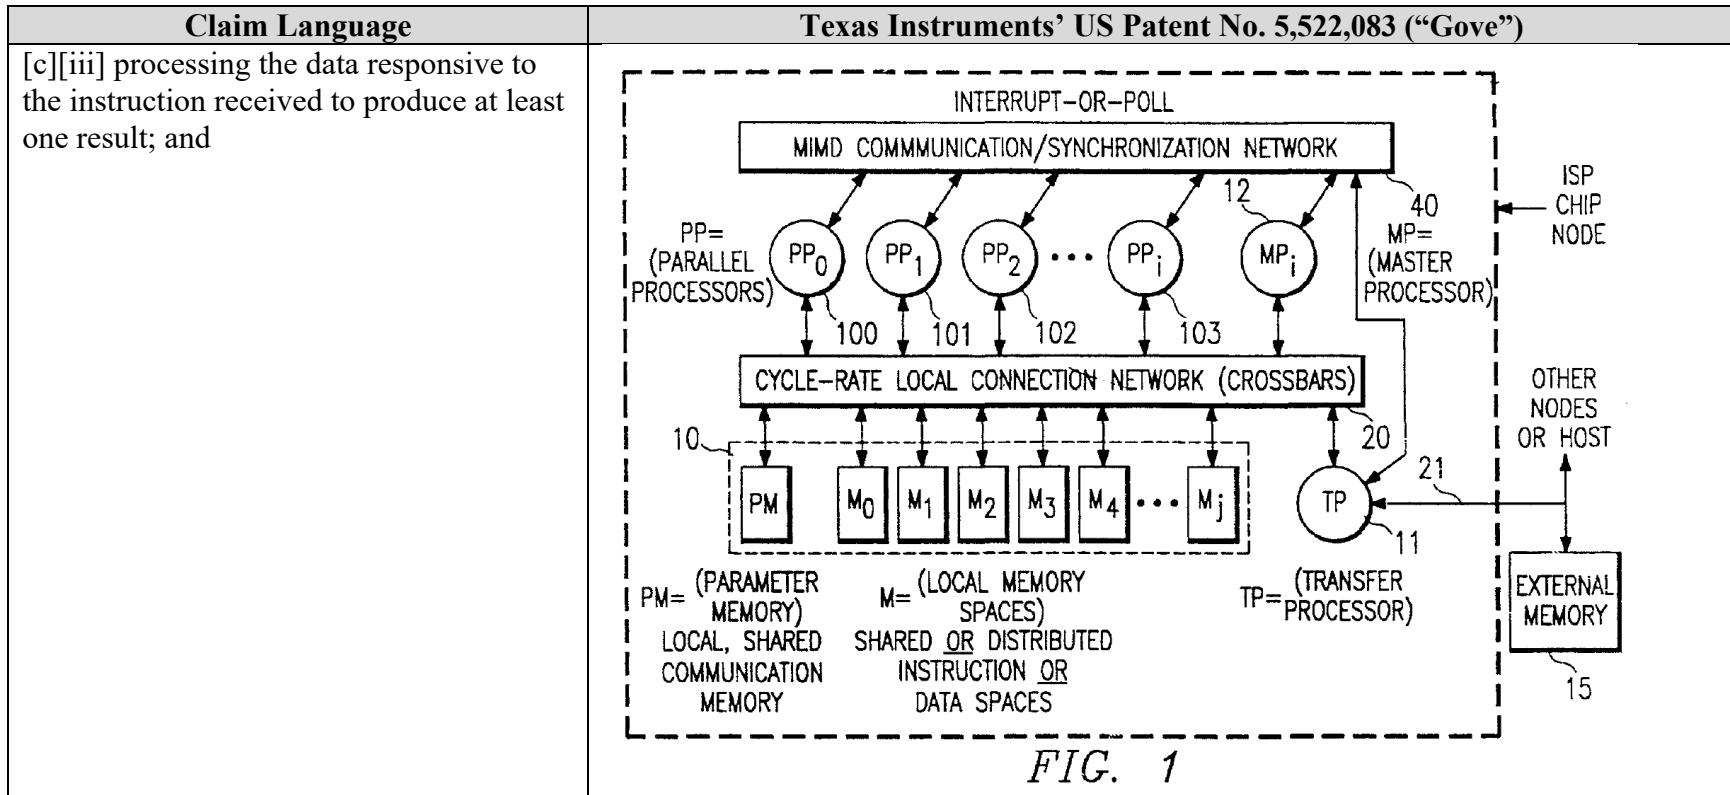 Claim Language
Texas Instruments’ US Patent No. 5,522,083 (“Gove”)
[c][iii] processing the data responsive to
the instruction received to produce at least
one result; and
INTERRUPT-OR-POLL
MIMD COMMMUNICATION/SYNCHRONIZATION NETWORK
40
ISP
CHIP
NODE
12
PP=
(PARALLEL
PROCESSORS)
PP0
PP1
PP2
•••
PPi
MPi
MP=
(MASTER
PROCESSOR)
100
101
102
103
CYCLE-RATE LOCAL CONNECTION NETWORK (CROSSBARS)
20
OTHER
NODES
OR HOST
10
21
PM
M0
M1
M2
M3
M4
•••
Mj
TP
11
PM= (PARAMETER
MEMORY)
LOCAL, SHARED
COMMUNICATION
MEMORY
M= (LOCAL MEMORY
SPACES)
SHARED OR DISTRIBUTED
INSTRUCTION OR
DATA SPACES
TP= (TRANSFER
PROCESSOR)
EXTERNAL
MEMORY
15
FIG. 1